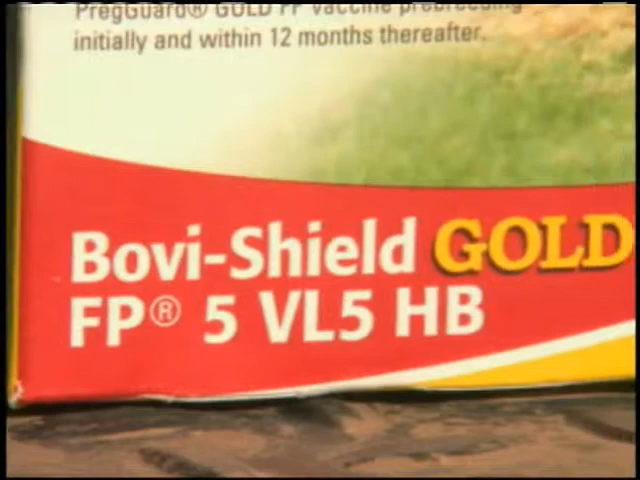 PregGuard® GOLD FP vaccine prebreeding
initially and within 12 months thereafter.
Bovi-Shield GOLD
FP® 5 VL5 HB